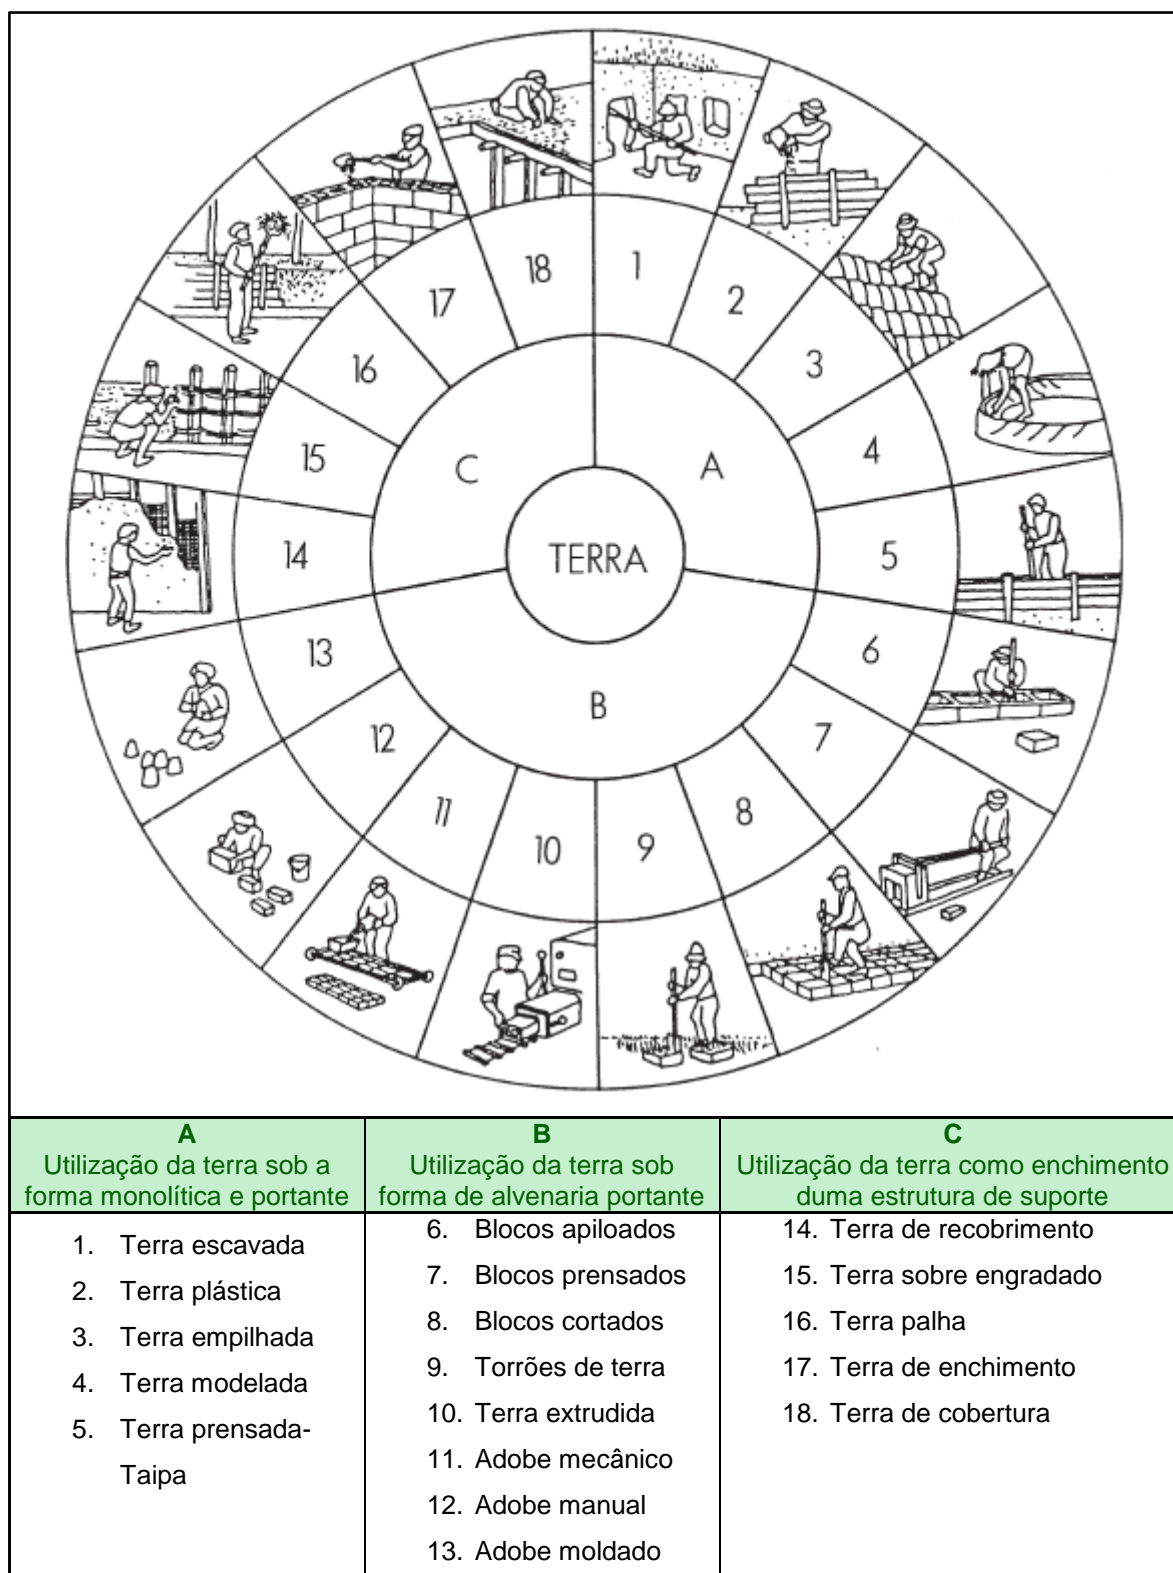 18
1
17
2
16
3
15
C
A
4
14
TERRA
5
13
6
B
12
7
11
8
10
9
A
Utilização da terra sob a
forma monolítica e portante
B
Utilização da terra sob
forma de alvenaria portante
C
Utilização da terra como enchimento
duma estrutura de suporte
1. Terra escavada
2. Terra plástica
3. Terra empilhada
4. Terra modelada
5. Terra prensada-
Taipa
6. Blocos apiloados
7. Blocos prensados
8. Blocos cortados
9. Torrões de terra
10. Terra extrudida
11. Adobe mecânico
12. Adobe manual
13. Adobe moldado
14. Terra de recobrimento
15. Terra sobre engradado
16. Terra palha
17. Terra de enchimento
18. Terra de cobertura